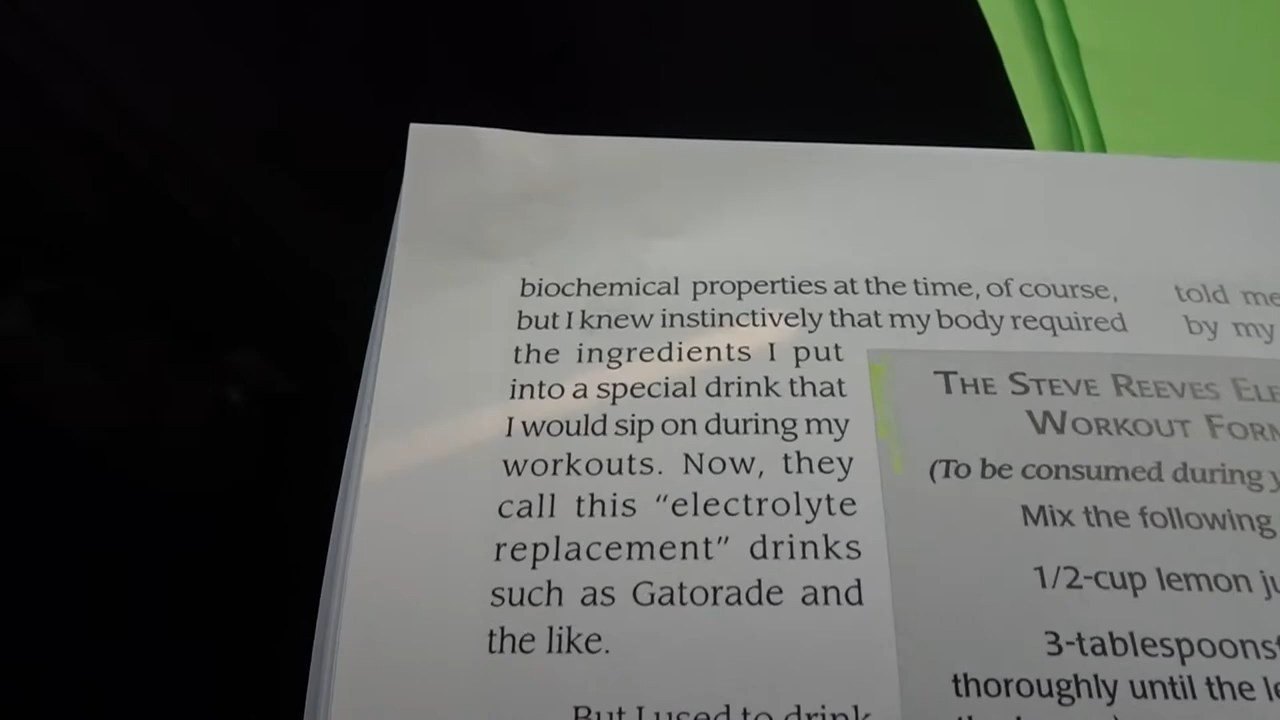 biochemical properties at the time, of course,
but I knew instinctively that my body required
the ingredients I put
into a special drink that
I would sip on during my
workouts. Now, they
call this “electrolyte
replacement” drinks
such as Gatorade and
the like.
But I used to drink
told me
by my
THE STEVE REEVES
WORKOUT
(To be consumed during
Mix the following
1/2-cup lemon
3-tablespoons
thoroughly until the